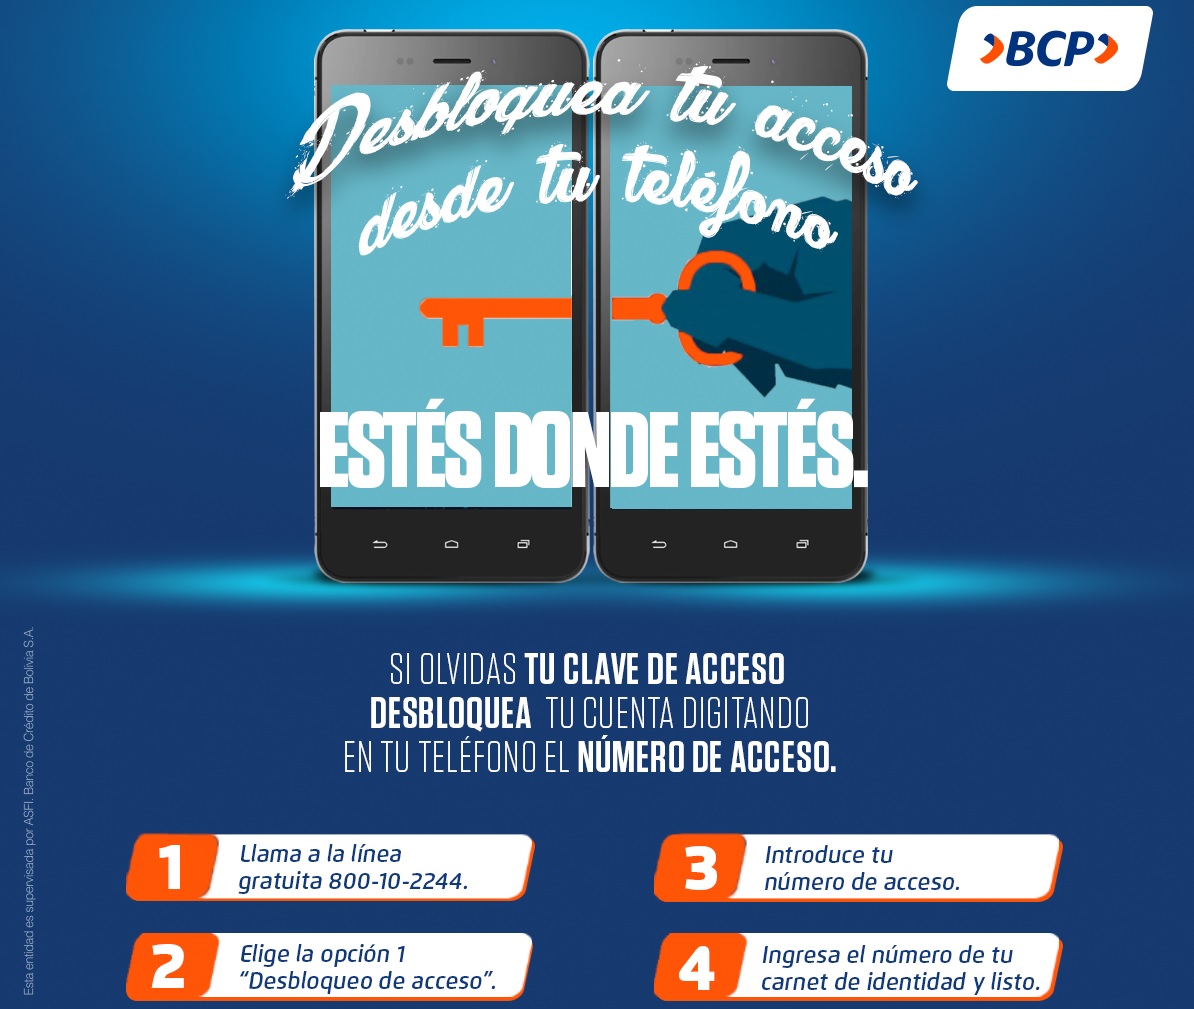 BCP
Desbloquea tu acceso
desde tu teléfono
ESTÉS DONDE ESTÉS.
SI OLVIDAS TU CLAVE DE ACCESO
DESBLOQUEA TU CUENTA DIGITANDO
EN TU TELÉFONO EL NÚMERO DE ACCESO.
1
Llama a la línea
gratuita 800-10-2244.
2
Elige la opción 1
“Desbloqueo de acceso”.
3
Introduce tu
número de acceso.
4
Ingresa el número de tu
carnet de identidad y listo.
Esta entidad es supervisada por ASFI. Banco de Crédito de Bolivia S.A.